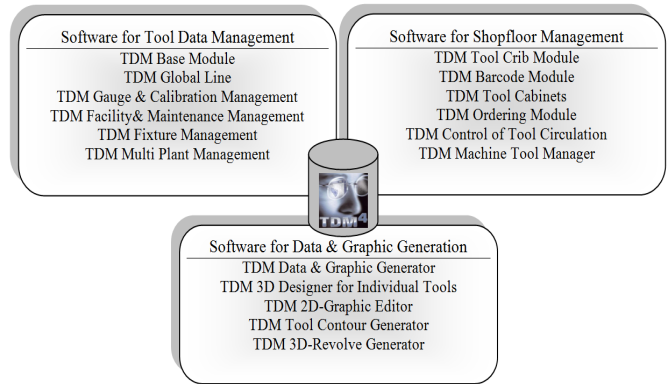 Software for Tool Data Management
TDM Base Module
TDM Global Line
TDM Gauge & Calibration Management
TDM Facility& Maintenance Management
TDM Fixture Management
TDM Multi Plant Management
Software for Shopfloor Management
TDM Tool Crib Module
TDM Barcode Module
TDM Tool Cabinets
TDM Ordering Module
TDM Control of Tool Circulation
TDM Machine Tool Manager
TDM4
Software for Data & Graphic Generation
TDM Data & Graphic Generator
TDM 3D Designer for Individual Tools
TDM 2D-Graphic Editor
TDM Tool Contour Generator
TDM 3D-Revolve Generator